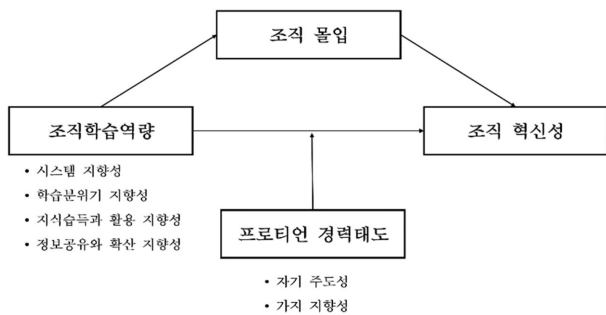 조직 몰입
조직학습역량
조직 혁신성
• 시스템 지향성
• 학습분위기 지향성
• 지식습득과 활용 지향성
• 정보공유와 확산 지향성
프로티언 경력태도
• 자기 주도성
• 가지 지향성